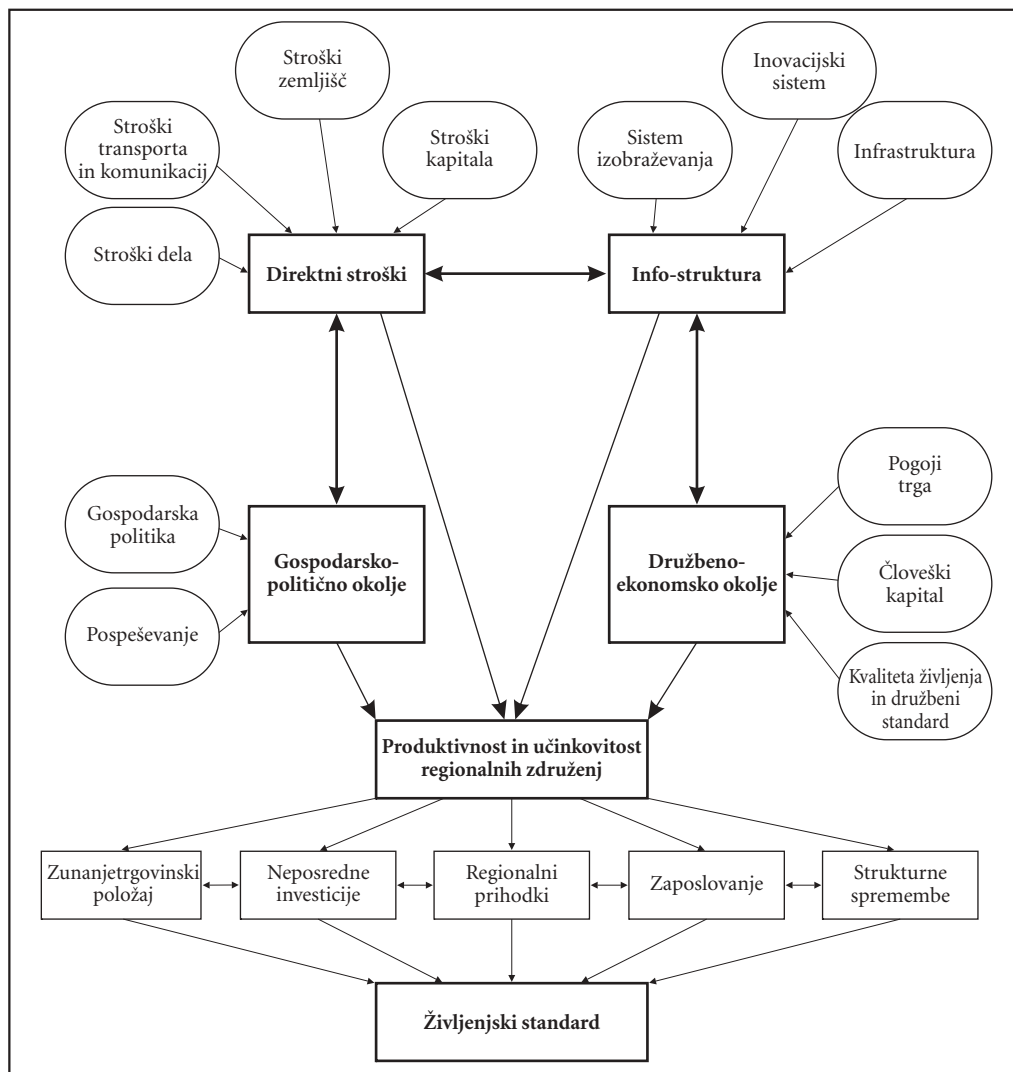 Stroški
zemljišč
Inovacijski
sistem
Stroški
transporta
in komunikacij
Stroški
kapitala
Sistem
izobraževanja
Infrastruktura
Stroški dela
Direktni stroški
Info-struktura
Pogoji
trga
Gospodarska
politika
Gospodarsko-
politično okolje
Družbeno-
ekonomsko okolje
Človeški
kapital
Pospeševanje
Kvaliteta življenja
in družbeni
standard
Produktivnost in učinkovitost
regionalnih združenj
Zunanjetrgovinski
položaj
Neposredne
investicije
Regionalni
prihodki
Zaposlovanje
Strukturne
spremembe
Življenjski standard